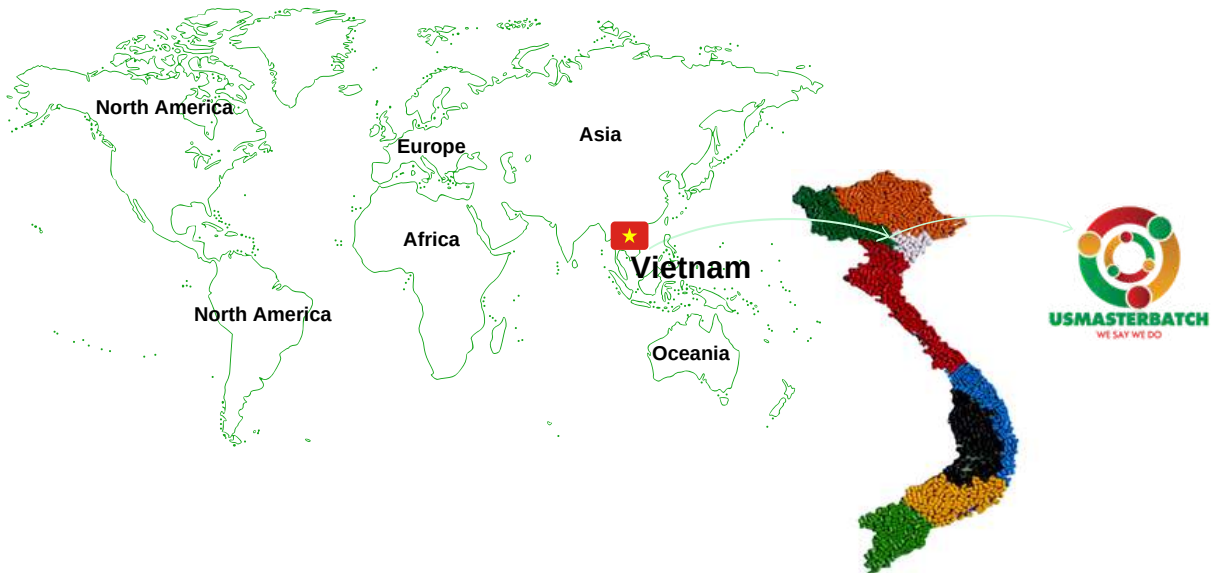 North America
Asia
Europe
Africa
Vietnam
North America
Oceania
USMASTERBATCH
WE SAY WE DO